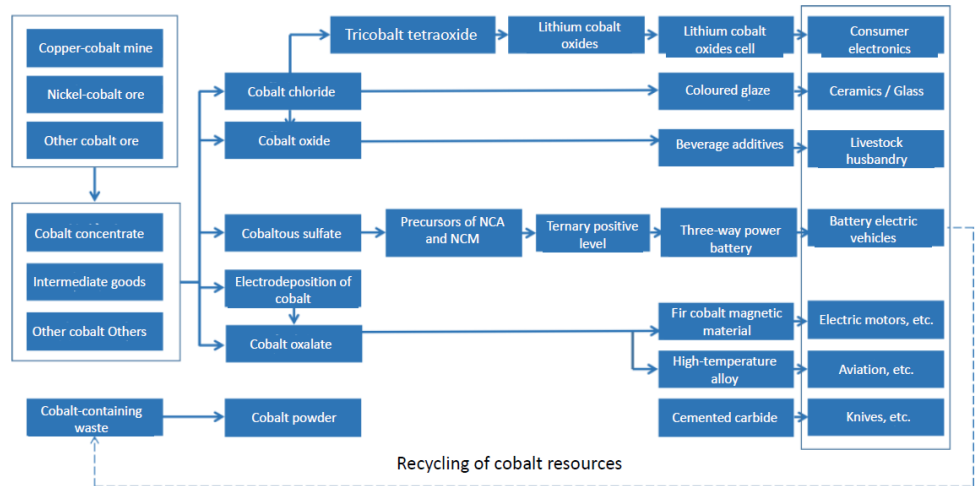 Copper-cobalt mine
Nickel-cobalt ore
Other cobalt ore
Cobalt concentrate
Intermediate goods
Other cobalt Others
Cobalt-containing
waste
Cobalt chloride
Cobalt oxide
Cobaltous sulfate
Electrodeposition of
cobalt
Cobalt oxalate
Cobalt powder
Tricobalt tetraoxide
Lithium cobalt
oxides
Lithium cobalt
oxides cell
Consumer
electronics
Coloured glaze
Ceramics / Glass
Beverage additives
Livestock
husbandry
Precursors of NCA
and NCM
Ternary positive
level
Three-way power
battery
Battery electric
vehicles
Fir cobalt magnetic
material
Electric motors, etc.
High-temperature
alloy
Aviation, etc.
Cemented carbide
Knives, etc.
Recycling of cobalt resources